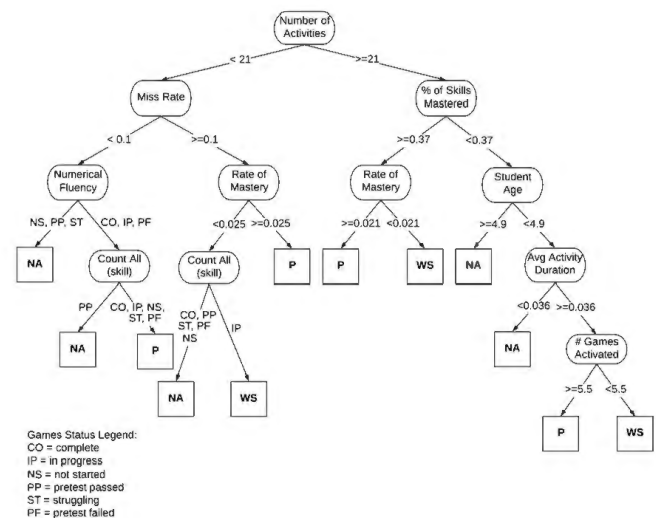 Number of
Activities
< 21
>=21
Miss Rate
% of Skills
Mastered
< 0.1
>=0.1
>=0.37
<0.37
Numerical
Fluency
Rate of
Mastery
Rate of
Mastery
Student
Age
NS, PP, ST
CO, IP, PF
<0.025
>=0.025
>=0.021
<0.021
>=4.9
<4.9
NA
Count All
(skill)
Count All
(skill)
P
P
WS
NA
Avg Activity
Duration
PP
CO, IP, NS,
ST, PF
CO, PP
ST, PF
NS
IP
<0.036
>=0.036
NA
P
NA
# Games
Activated
NA
WS
>=5.5
<5.5
P
WS
Games Status Legend:
CO = complete
IP = in progress
NS = not started
PP = pretest passed
ST = struggling
PF = pretest failed